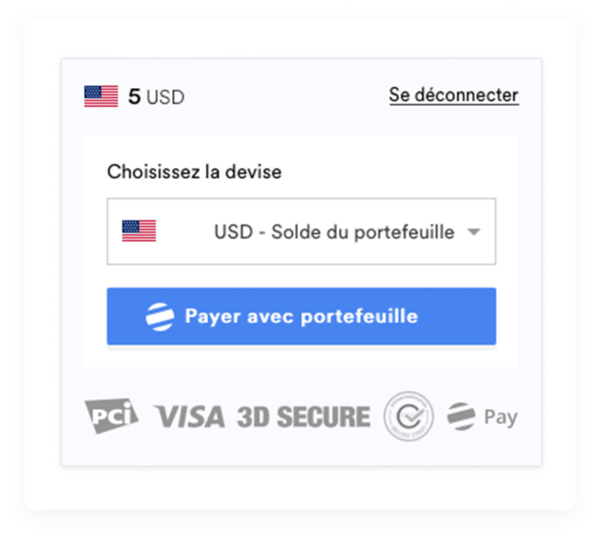 5 USD
Se déconnecter
Choisissez la devise
USD - Solde du portefeuille
Payer avec portefeuille
PCi VISA 3D SECURE Pay